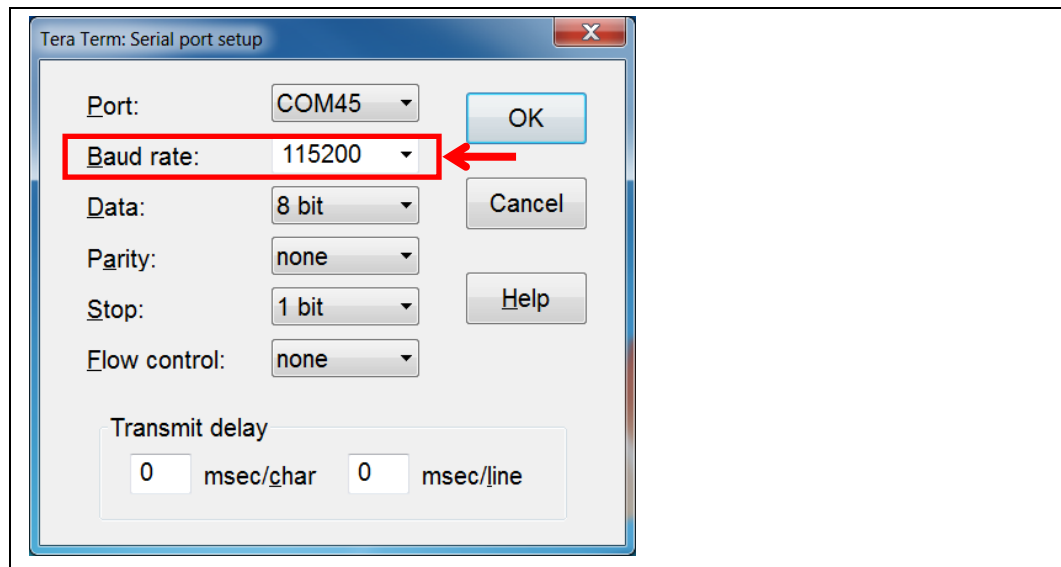 Tera Term: Serial port setup
Port: COM45 OK
Baud rate: 115200
Data: 8 bit Cancel
Parity: none
Stop: 1 bit Help
Flow control: none
Transmit delay
0 msec/char 0 msec/line